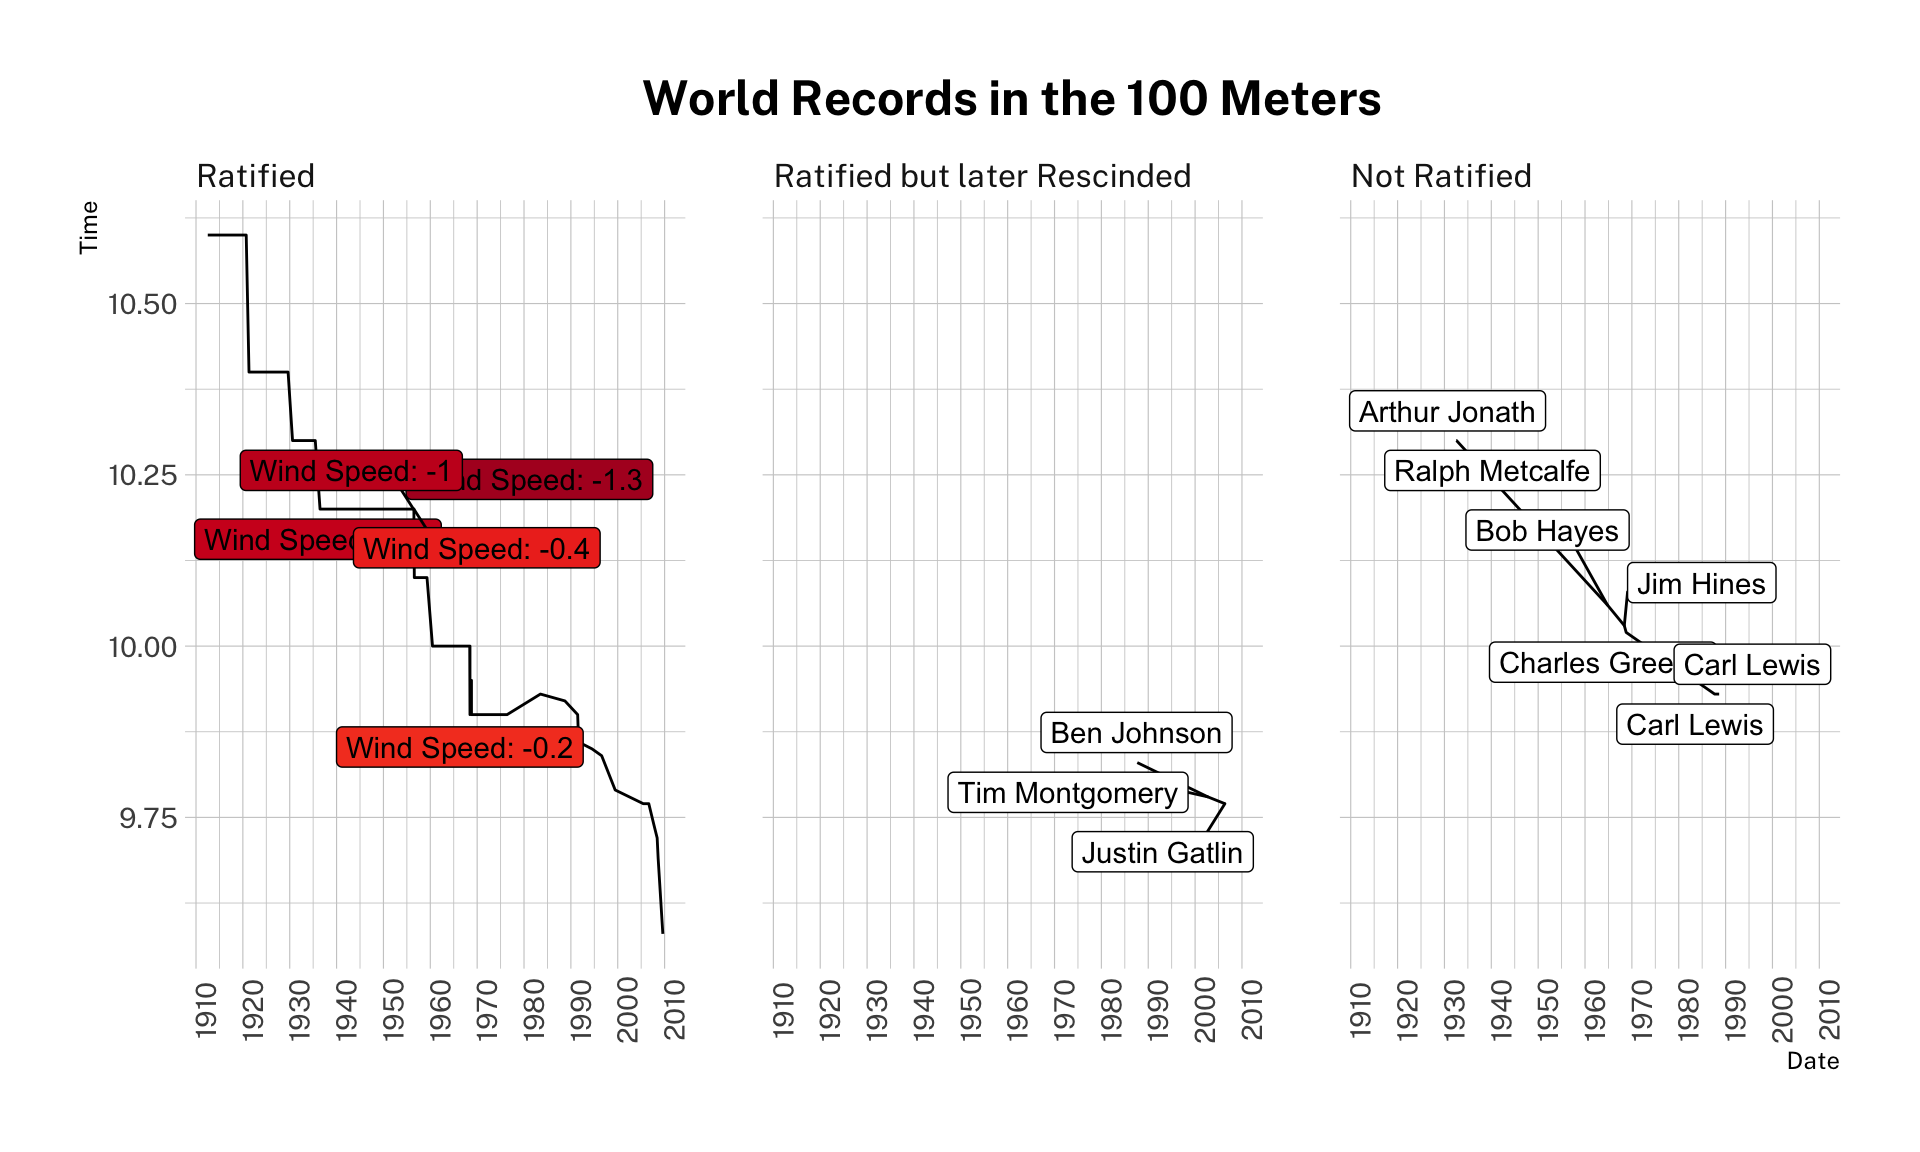 World Records in the 100 Meters
Ratified
Ratified but later Rescinded
Not Ratified
Time
10.50
10.25
10.00
9.75
Wind Speed: -1
Speed: -1.3
Wind
Wind Speed: -0.4
Wind Speed: -0.2
Ben Johnson
Tim Montgomery
Justin Gatlin
Arthur Jonath
Ralph Metcalfe
Bob Hayes
Jim Hines
Charles
Carl Lewis
Carl Lewis
1910 1920 1930 1940 1950 1960 1970 1980 1990 2000 2010
1910 1920 1930 1940 1950 1960 1970 1980 1990 2000 2010
1910 1920 1930 1940 1950 1960 1970 1980 1990 2000 2010
Date